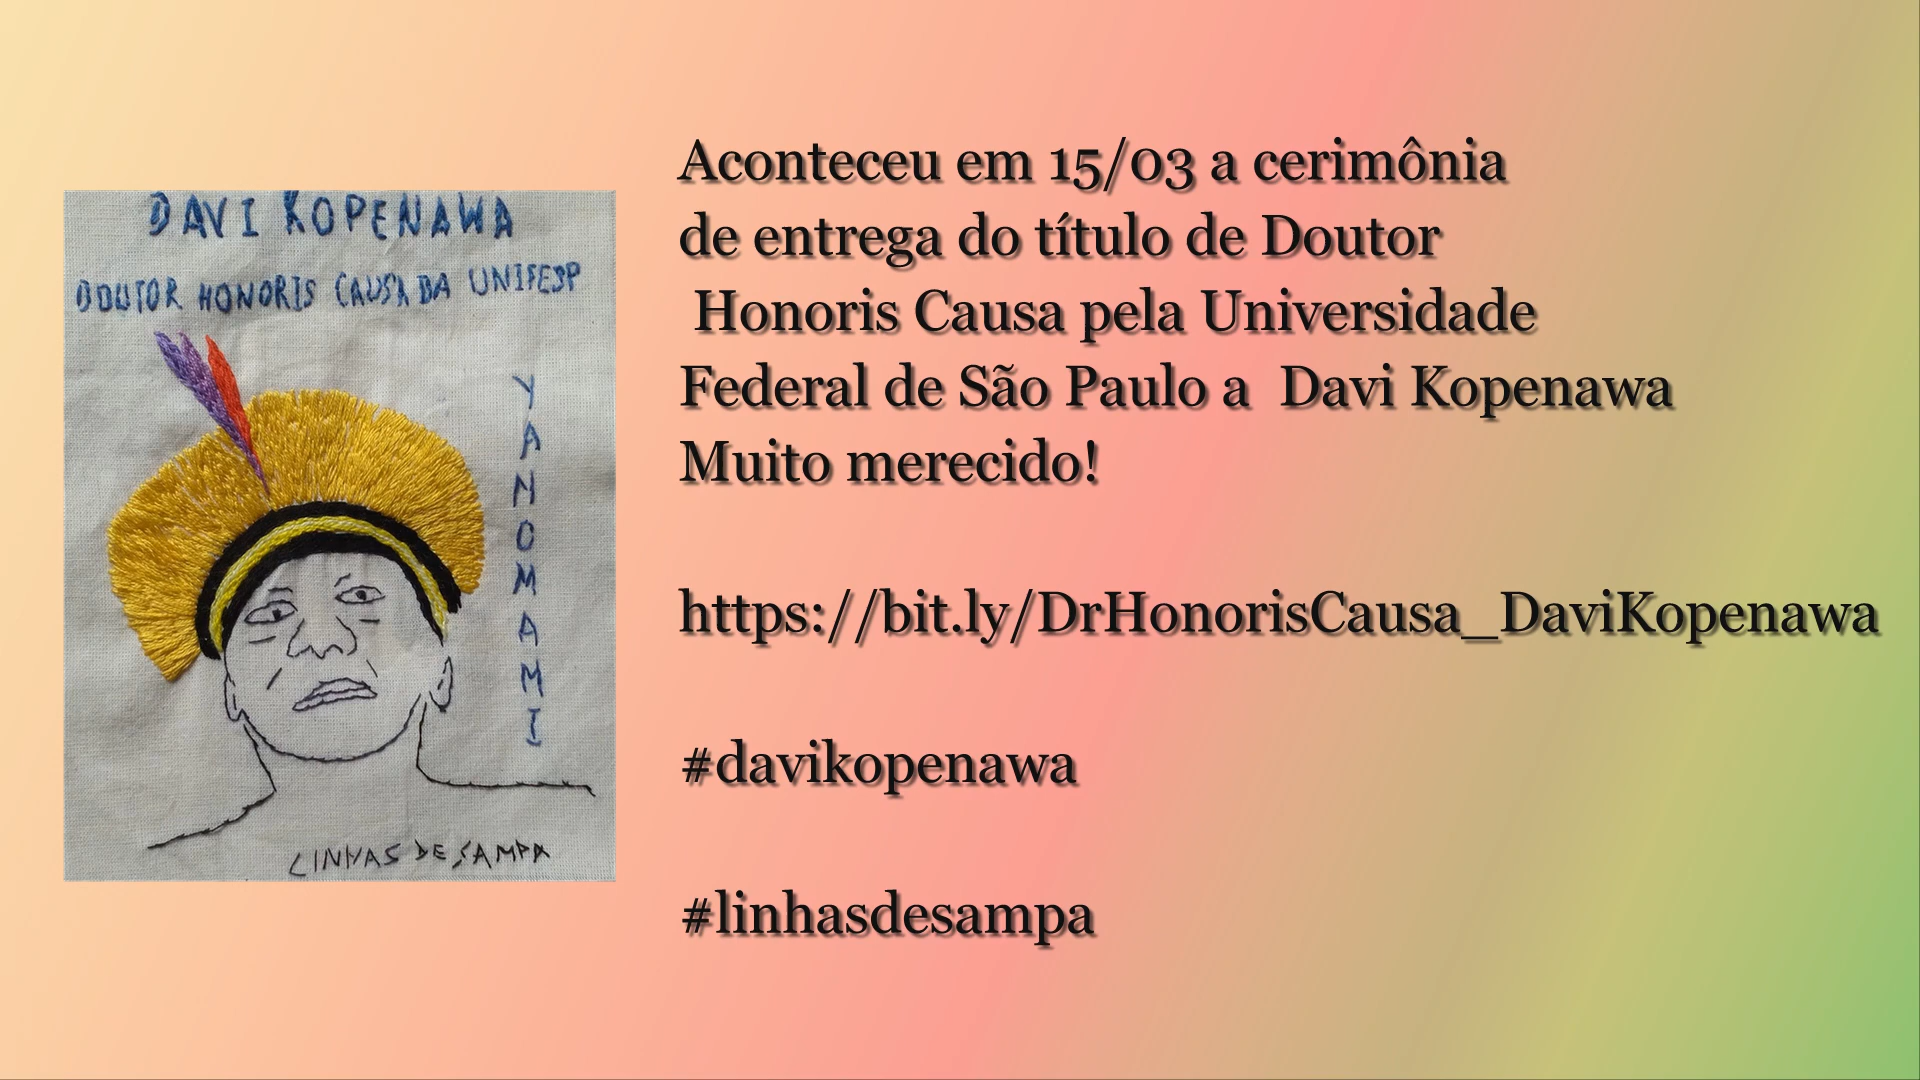 DAVI KOPENAWA
DOUTOR HONORIS CAUSA DA UNIFESP
YANOMAMI
LINHAS DE SAMPA
Aconteceu em 15/03 a cerimônia
de entrega do título de Doutor
Honoris Causa pela Universidade
Federal de São Paulo a Davi Kopenawa
Muito merecido!
https://bit.ly/DrHonorisCausa_DaviKopenawa
#davikopenawa
#linhasdesampa